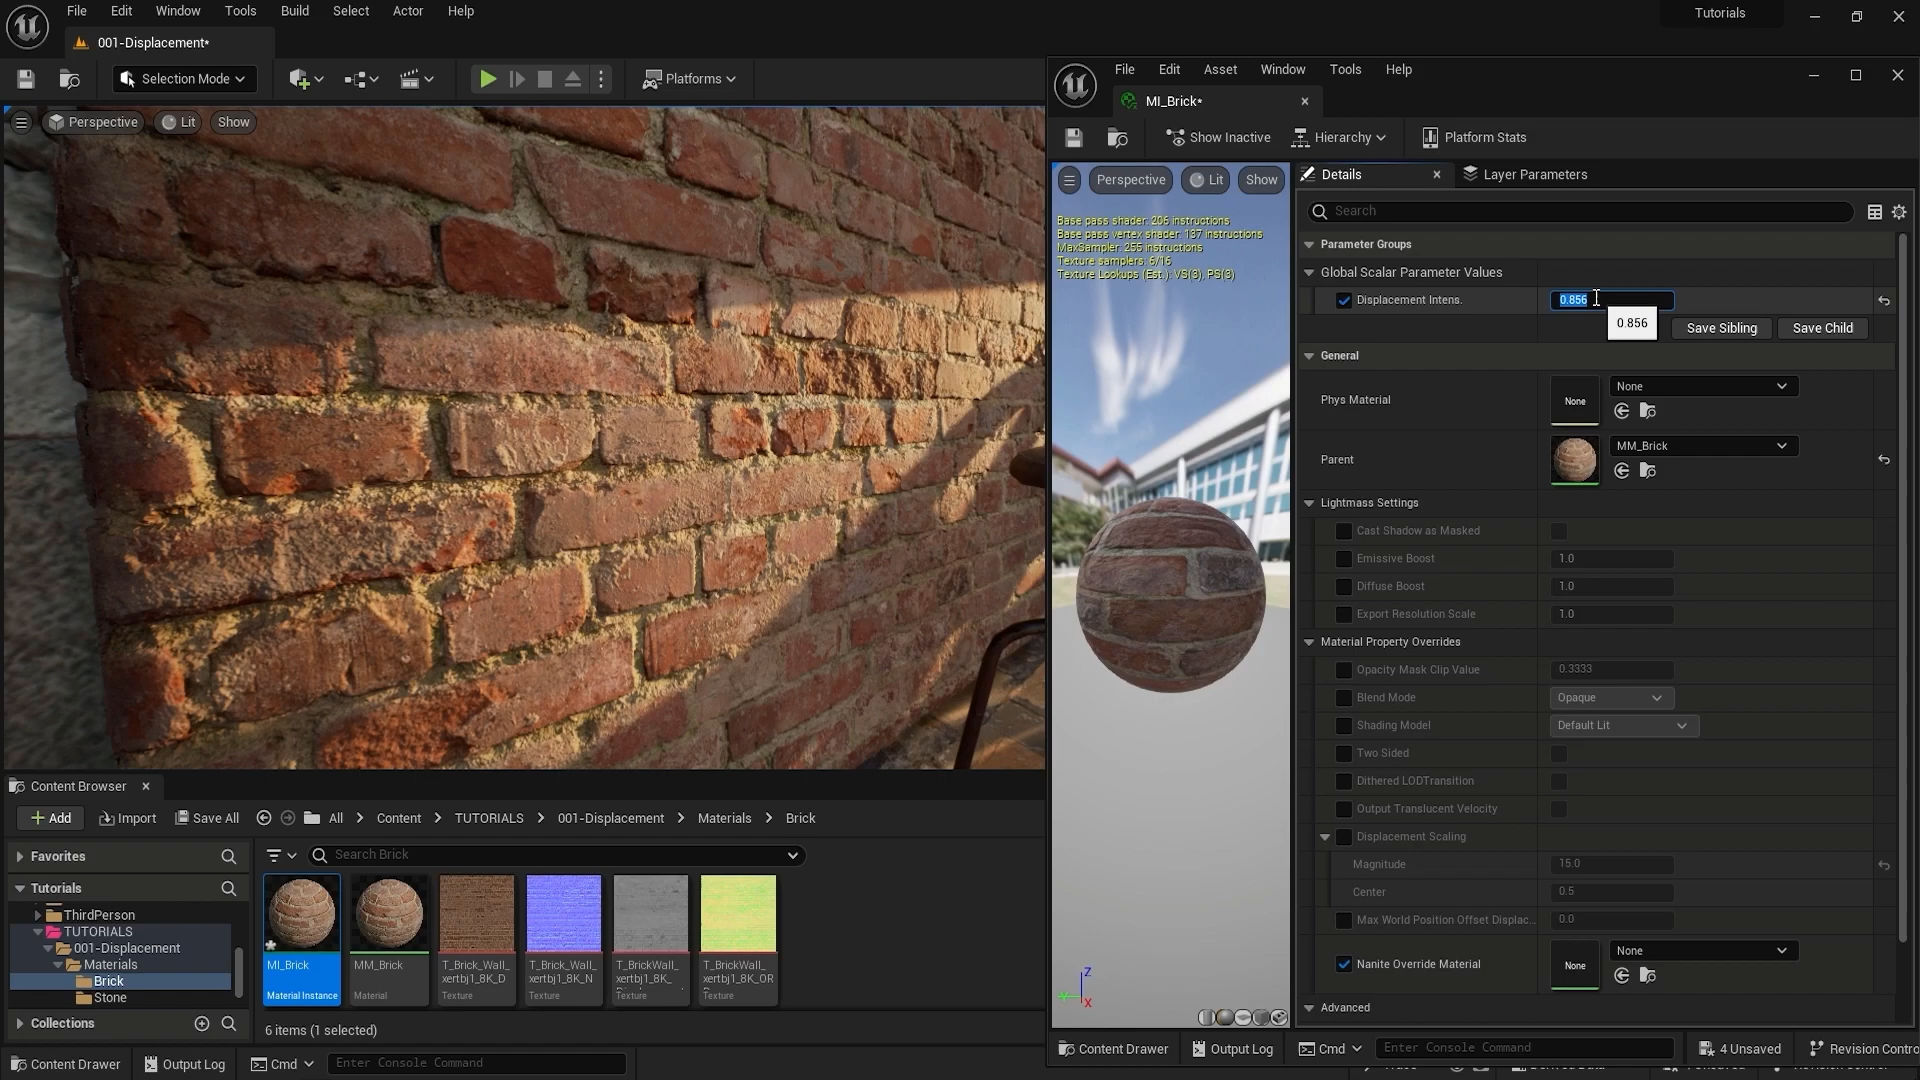 File Edit Window Tools Build Select Actor Help
Tutorials
001-Displacement*
Selection Mode
Platforms
Perspective Lit Show
File Edit Asset Window Tools Help
MI_Brick*
Show Inactive Hierarchy Platform Stats
Perspective Lit Show
Base pass shader: 206 instructions
Base pass vertex shader: 137 instructions
MaxSampler: 255 instructions
Texture samplers: 6/16
Texture Lookups (Est.): VS(3), PS(3)
Z
X
Details Layer Parameters
Search
Parameter Groups
Global Scalar Parameter Values
Displacement Intens. 0.856
0.856
Save Sibling Save Child
General
Phys Material None None
Parent MM_Brick
Lightmass Settings
Cast Shadow as Masked
Emissive Boost 1.0
Diffuse Boost 1.0
Export Resolution Scale 1.0
Material Property Overrides
Opacity Mask Clip Value 0.3333
Blend Mode Opaque
Shading Model Default Lit
Two Sided
Dithered LODTransition
Output Translucent Velocity
Displacement Scaling
Magnitude 15.0
Center 0.5
Max World Position Offset Displac... 0.0
Nanite Override Material None None
Advanced
Content Drawer Output Log Cmd Enter Console Command 4 Unsaved Revision Contro
Content Browser
Add Import Save All All > Content > TUTORIALS > 001-Displacement > Materials > Brick
Favorites
Search Brick
Tutorials
ThirdPerson
TUTORIALS
001-Displacement
Materials
Brick
Stone
Collections
MI_Brick
Material Instance
MM_Brick
Material
T_Brick_Wall_
xertbj1_8K_D
Texture
T_Brick_Wall_
xertbj1_8K_N
Texture
T_BrickWall_
xertbj1_8K_
Texture
T_BrickWall_
xertbj1_8K_OR
Texture
6 items (1 selected)
Content Drawer Output Log Cmd Enter Console Command